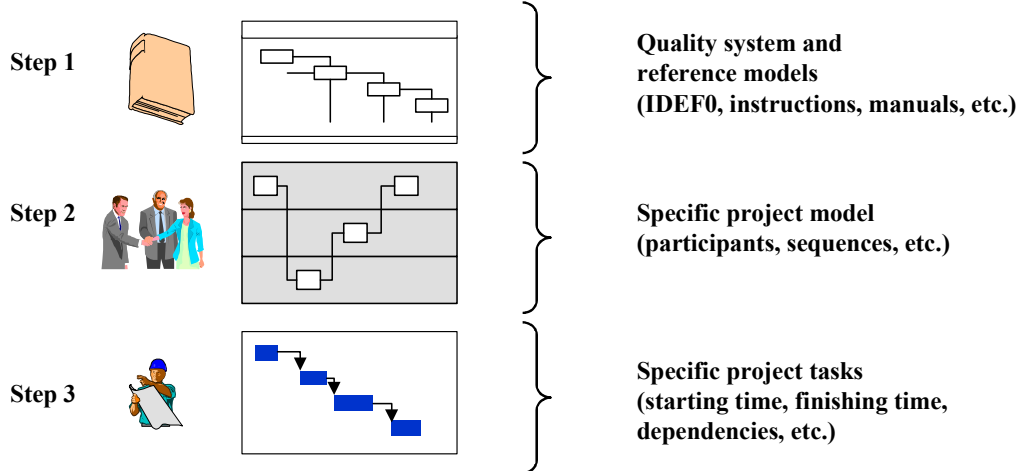 Step 1
Quality system and
reference models
(IDEF0, instructions, manuals, etc.)
Step 2
Specific project model
(participants, sequences, etc.)
Step 3
Specific project tasks
(starting time, finishing time,
dependencies, etc.)